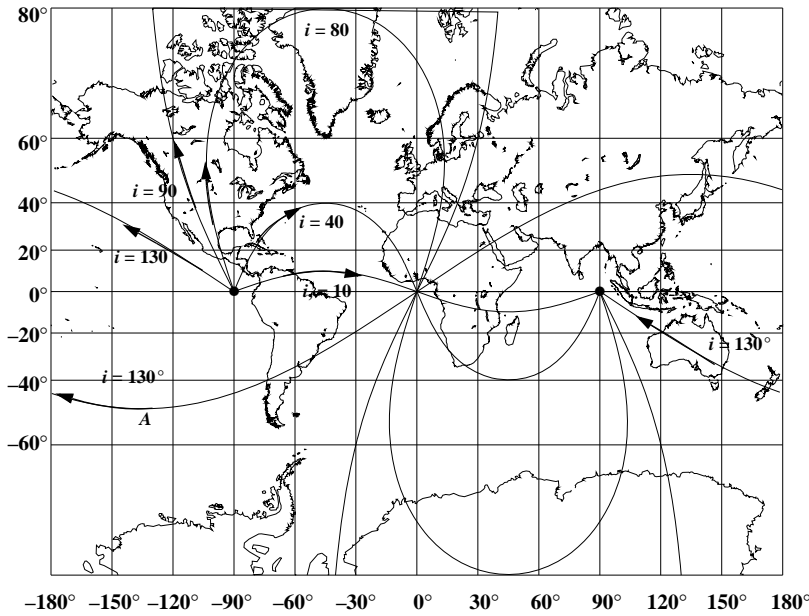 80°
i = 80
60°
i = 90
40°
i = 40
20°
i = 130
0°
i = 10
–20°
i = 130°
i = 130°
–40°
A
–60°
–180° –150° –120° –90° –60° –30° 0° 30° 60° 90° 120° 150° 180°